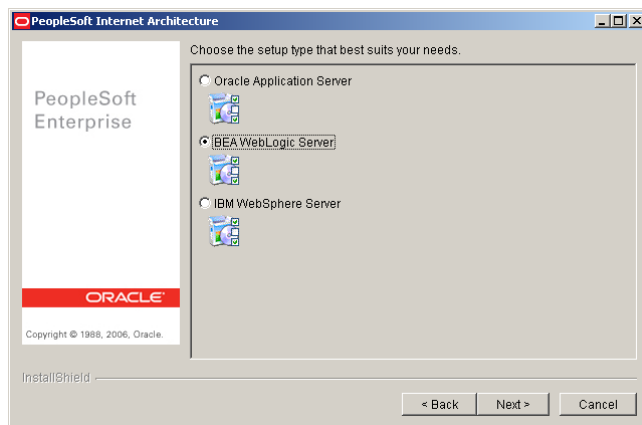 PeopleSoft Internet Architecture
Choose the setup type that best suits your needs.
PeopleSoft
Enterprise
Oracle Application Server
BEA WebLogic Server
IBM WebSphere Server
ORACLE
Copyright © 1988, 2006, Oracle.
InstallShield
< Back
Next >
Cancel